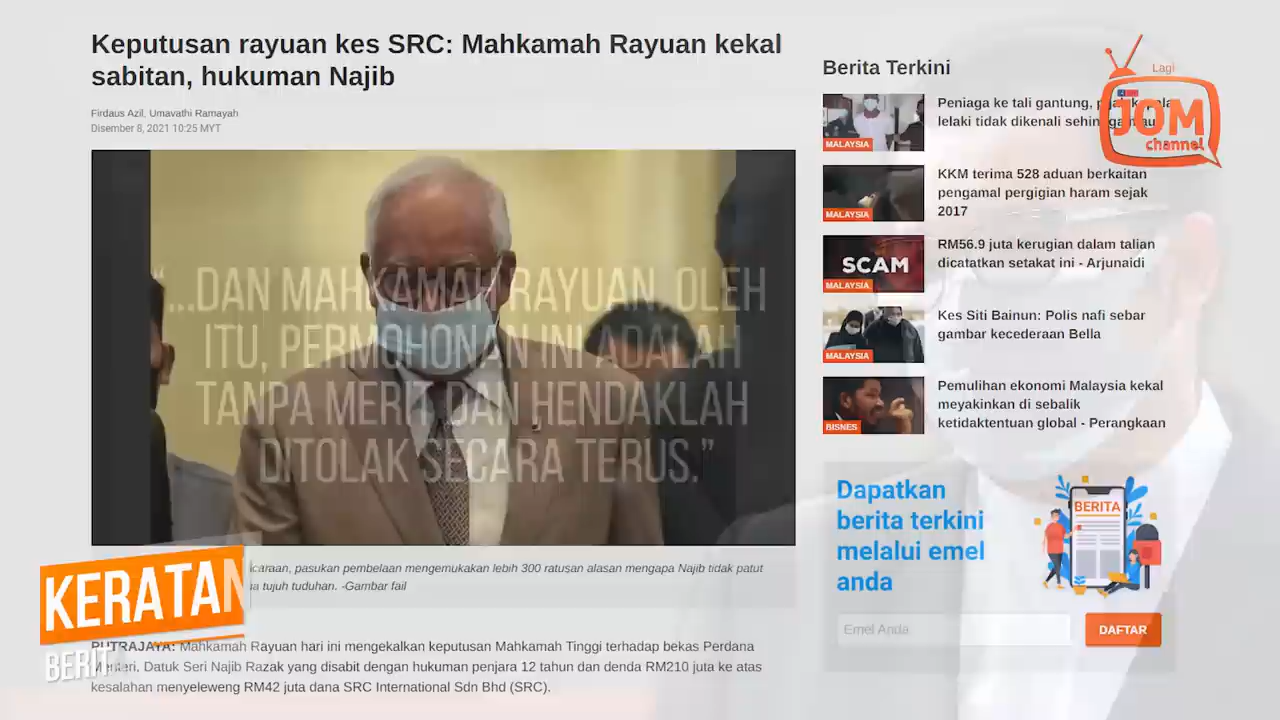 Keputusan rayuan kes SRC: Mahkamah Rayuan kekal
sabitan, hukuman Najib
Firdaus Azil, Umavathi Ramayah
Disember 8, 2021 10:25 MYT
“...DAN MAHKAMAH RAYUAN. OLEH
ITU, PERMOHONAN INI ADALAH
TANPA MERIT DAN HENDAKLAH
DITOLAK SECARA TERUS.”
pasukan pembelaan mengemukakan lebih 300 ratusan alasan mengapa Najib tidak patut
tujuh tuduhan. -Gambar fail
KERATAN
BERIT
PUTRAJAYA: Mahkamah Rayuan hari ini mengekalkan keputusan Mahkamah Tinggi terhadap bekas Perdana
Menteri, Datuk Seri Najib Razak yang disabit dengan hukuman penjara 12 tahun dan denda RM210 juta ke atas
kesalahan menyeleweng RM42 juta dana SRC International Sdn Bhd (SRC).
Berita Terkini
Lagi
JOM
channel
Peniaga ke tali gantung,
lelaki tidak dikenali
MALAYSIA
KKM terima 528 aduan berkaitan
pengamal pergigian haram sejak
2017
MALAYSIA
RM56.9 juta kerugian dalam talian
dicatatkan setakat ini - Arjunaidi
SCAM
MALAYSIA
Kes Siti Bainun: Polis nafi sebar
gambar kecederaan Bella
MALAYSIA
Pemulihan ekonomi Malaysia kekal
meyakinkan di sebalik
ketidaktentuan global - Perangkaan
BISNES
Dapatkan
berita terkini
melalui emel
anda
BERITA
Emel Anda
DAFTAR